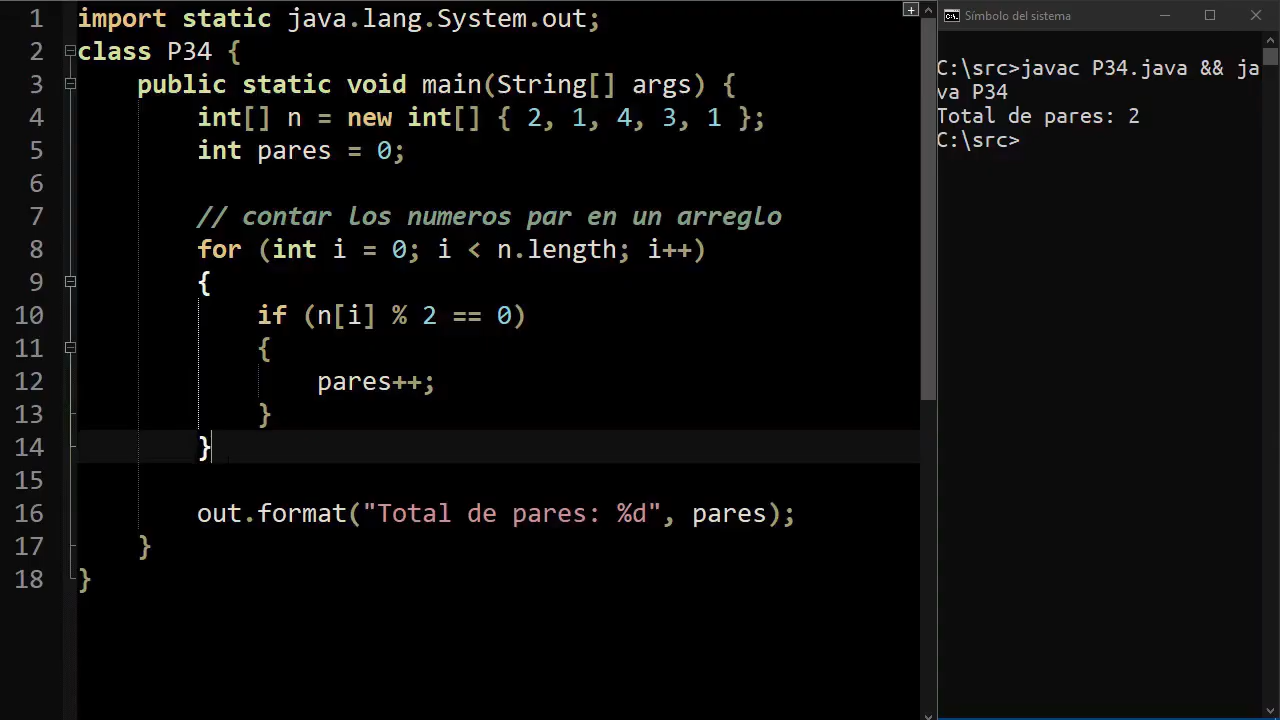 1 import static java.lang.System.out;
2 class P34 {
3     public static void main(String[] args) {
4         int[] n = new int[] { 2, 1, 4, 3, 1 };
5         int pares = 0;
6
7         // contar los numeros par en un arreglo
8         for (int i = 0; i < n.length; i++)
9         {
10             if (n[i] % 2 == 0)
11             {
12                 pares++;
13             }
14         }
15
16         out.format("Total de pares: %d", pares);
17     }
18 }
Símbolo del sistema
C:\src>javac P34.java && ja
va P34
Total de pares: 2
C:\src>